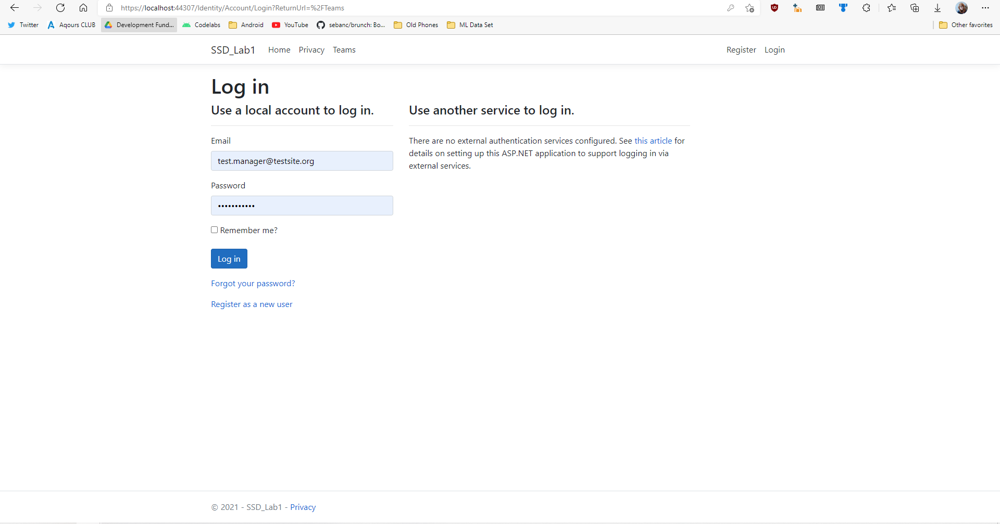 https://localhost:44307/Identity/Account/Login?ReturnUrl=%2FTeams
Twitter Aqours CLUB Development Fund... Codelabs Android YouTube sebanc/brunch: Bo... Old Phones ML Data Set Other favorites
SSD_Lab1 Home Privacy Teams Register Login
Log in
Use a local account to log in.
Email
test.manager@testsite.org
Password
•••••••••••
Remember me?
Log in
Forgot your password?
Register as a new user
Use another service to log in.
There are no external authentication services configured. See this article for
details on setting up this ASP.NET application to support logging in via
external services.
© 2021 - SSD_Lab1 - Privacy